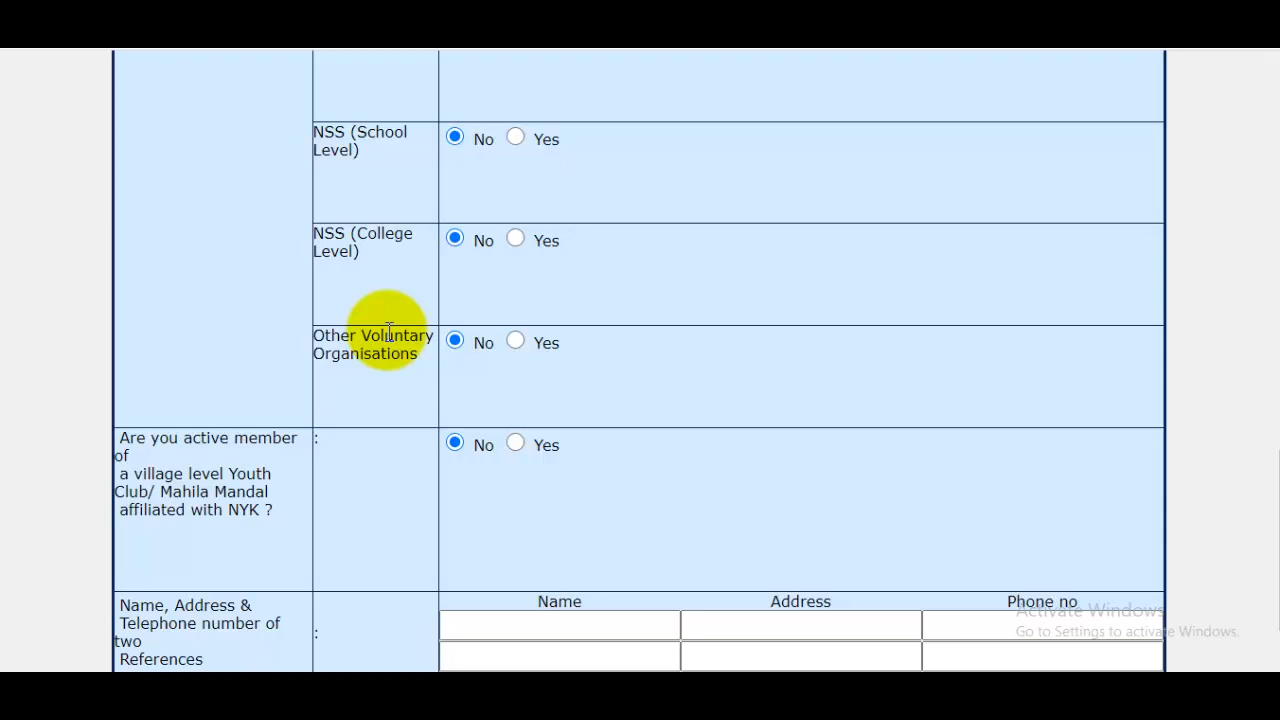 NSS (School
Level)
No Yes
NSS (College
Level)
No Yes
Other Voluntary
Organisations
No Yes
Are you active member
of
a village level Youth
Club/ Mahila Mandal
affiliated with NYK ?
:
No Yes
Name, Address &
Telephone number of
two
References
:
Name Address Phone no
Activate Windows
Go to Settings to activate Windows.